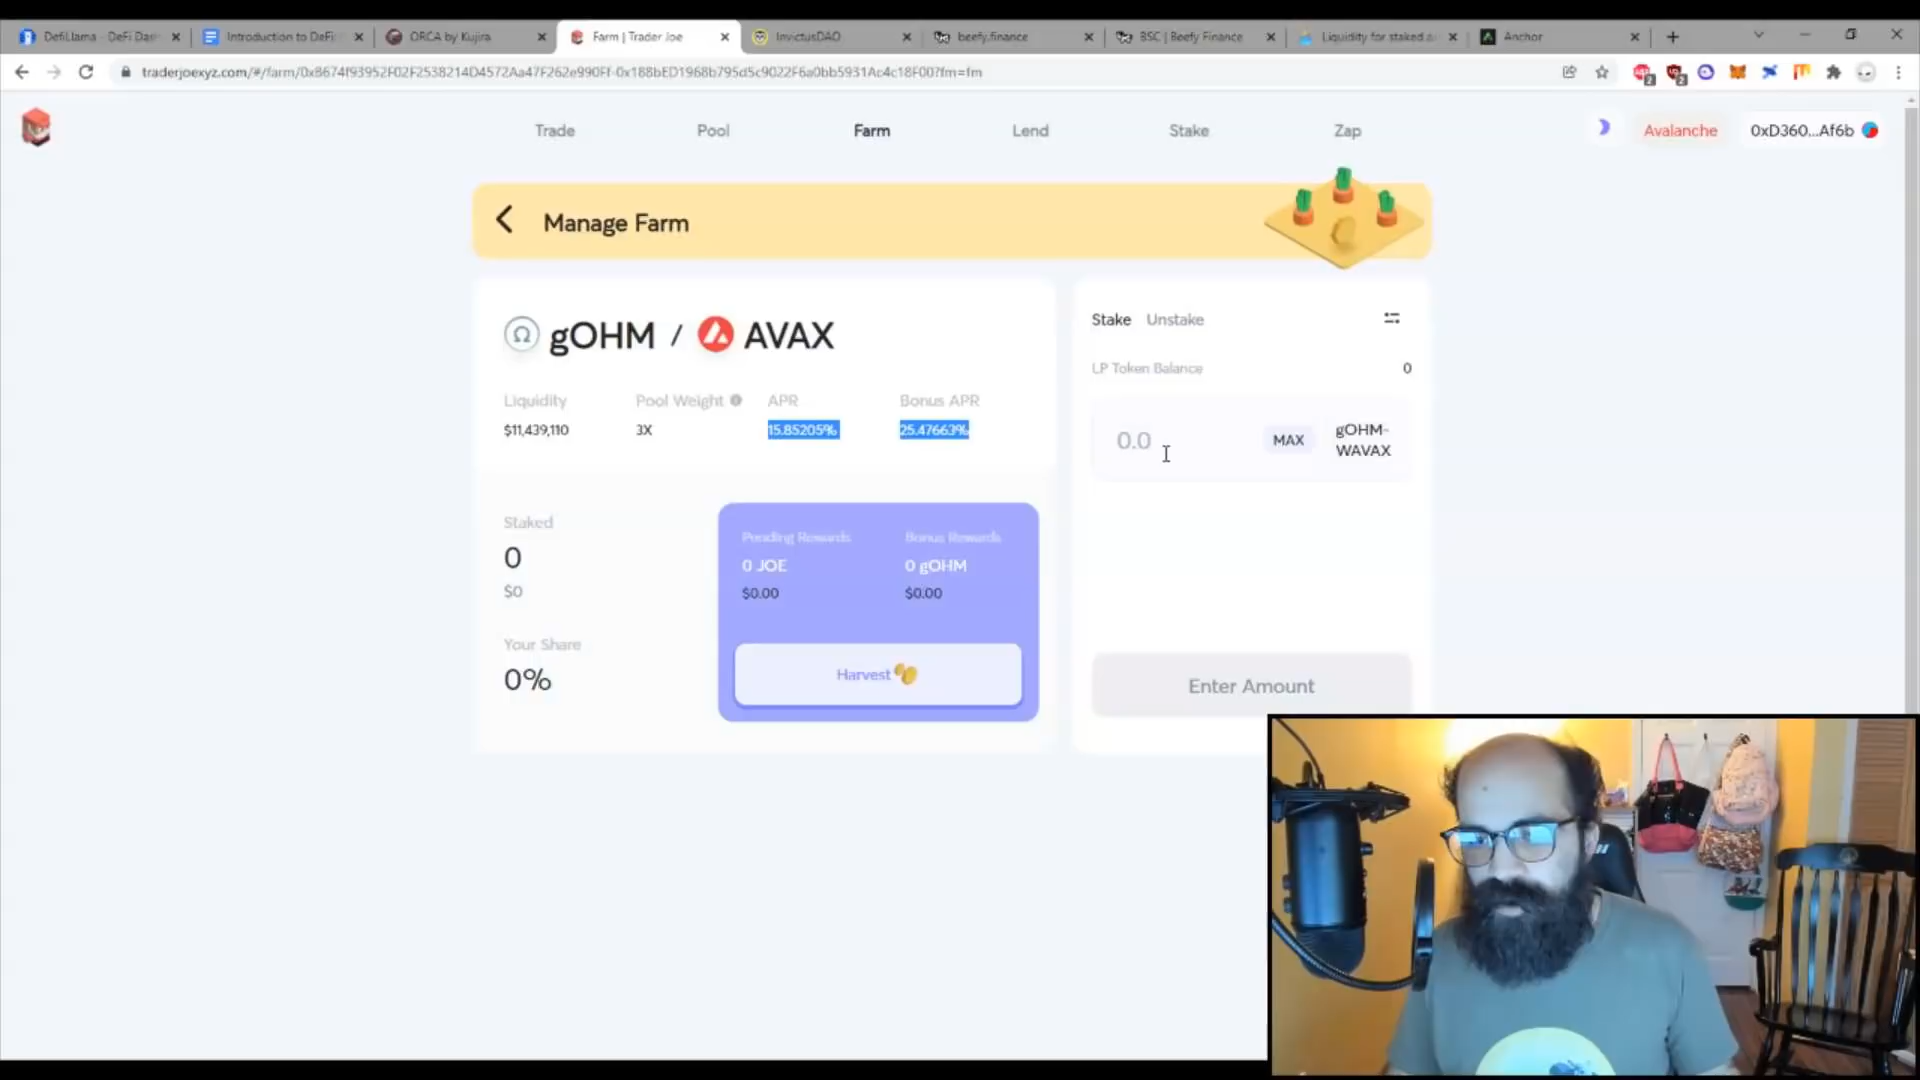 DefiLlama - DeFi Das
Introduction to DeFi
ORCA by Kujira
Farm | Trader Joe
InvictusDAO
beefy.finance
BSC | Beefy Finance
Liquidity for staked a
Anchor
traderjoexyz.com/#/farm/0xB674f93952F02F2538214D4572Aa47F262e990Ff-0x188bED1968b795d5c9022F6a0bb5931Ac4c18F00?fm=fm
Trade
Pool
Farm
Lend
Stake
Zap
Avalanche
0xD360...Af6b
Manage Farm
gOHM / AVAX
Liquidity
Pool Weight
APR
Bonus APR
$11,439,110
3X
15.85205%
25.47663%
Staked
0
$0
Your Share
0%
Pending Rewards
Bonus Rewards
0 JOE
0 gOHM
$0.00
$0.00
Harvest
Stake
Unstake
LP Token Balance
0
0.0
MAX
gOHM-
WAVAX
Enter Amount